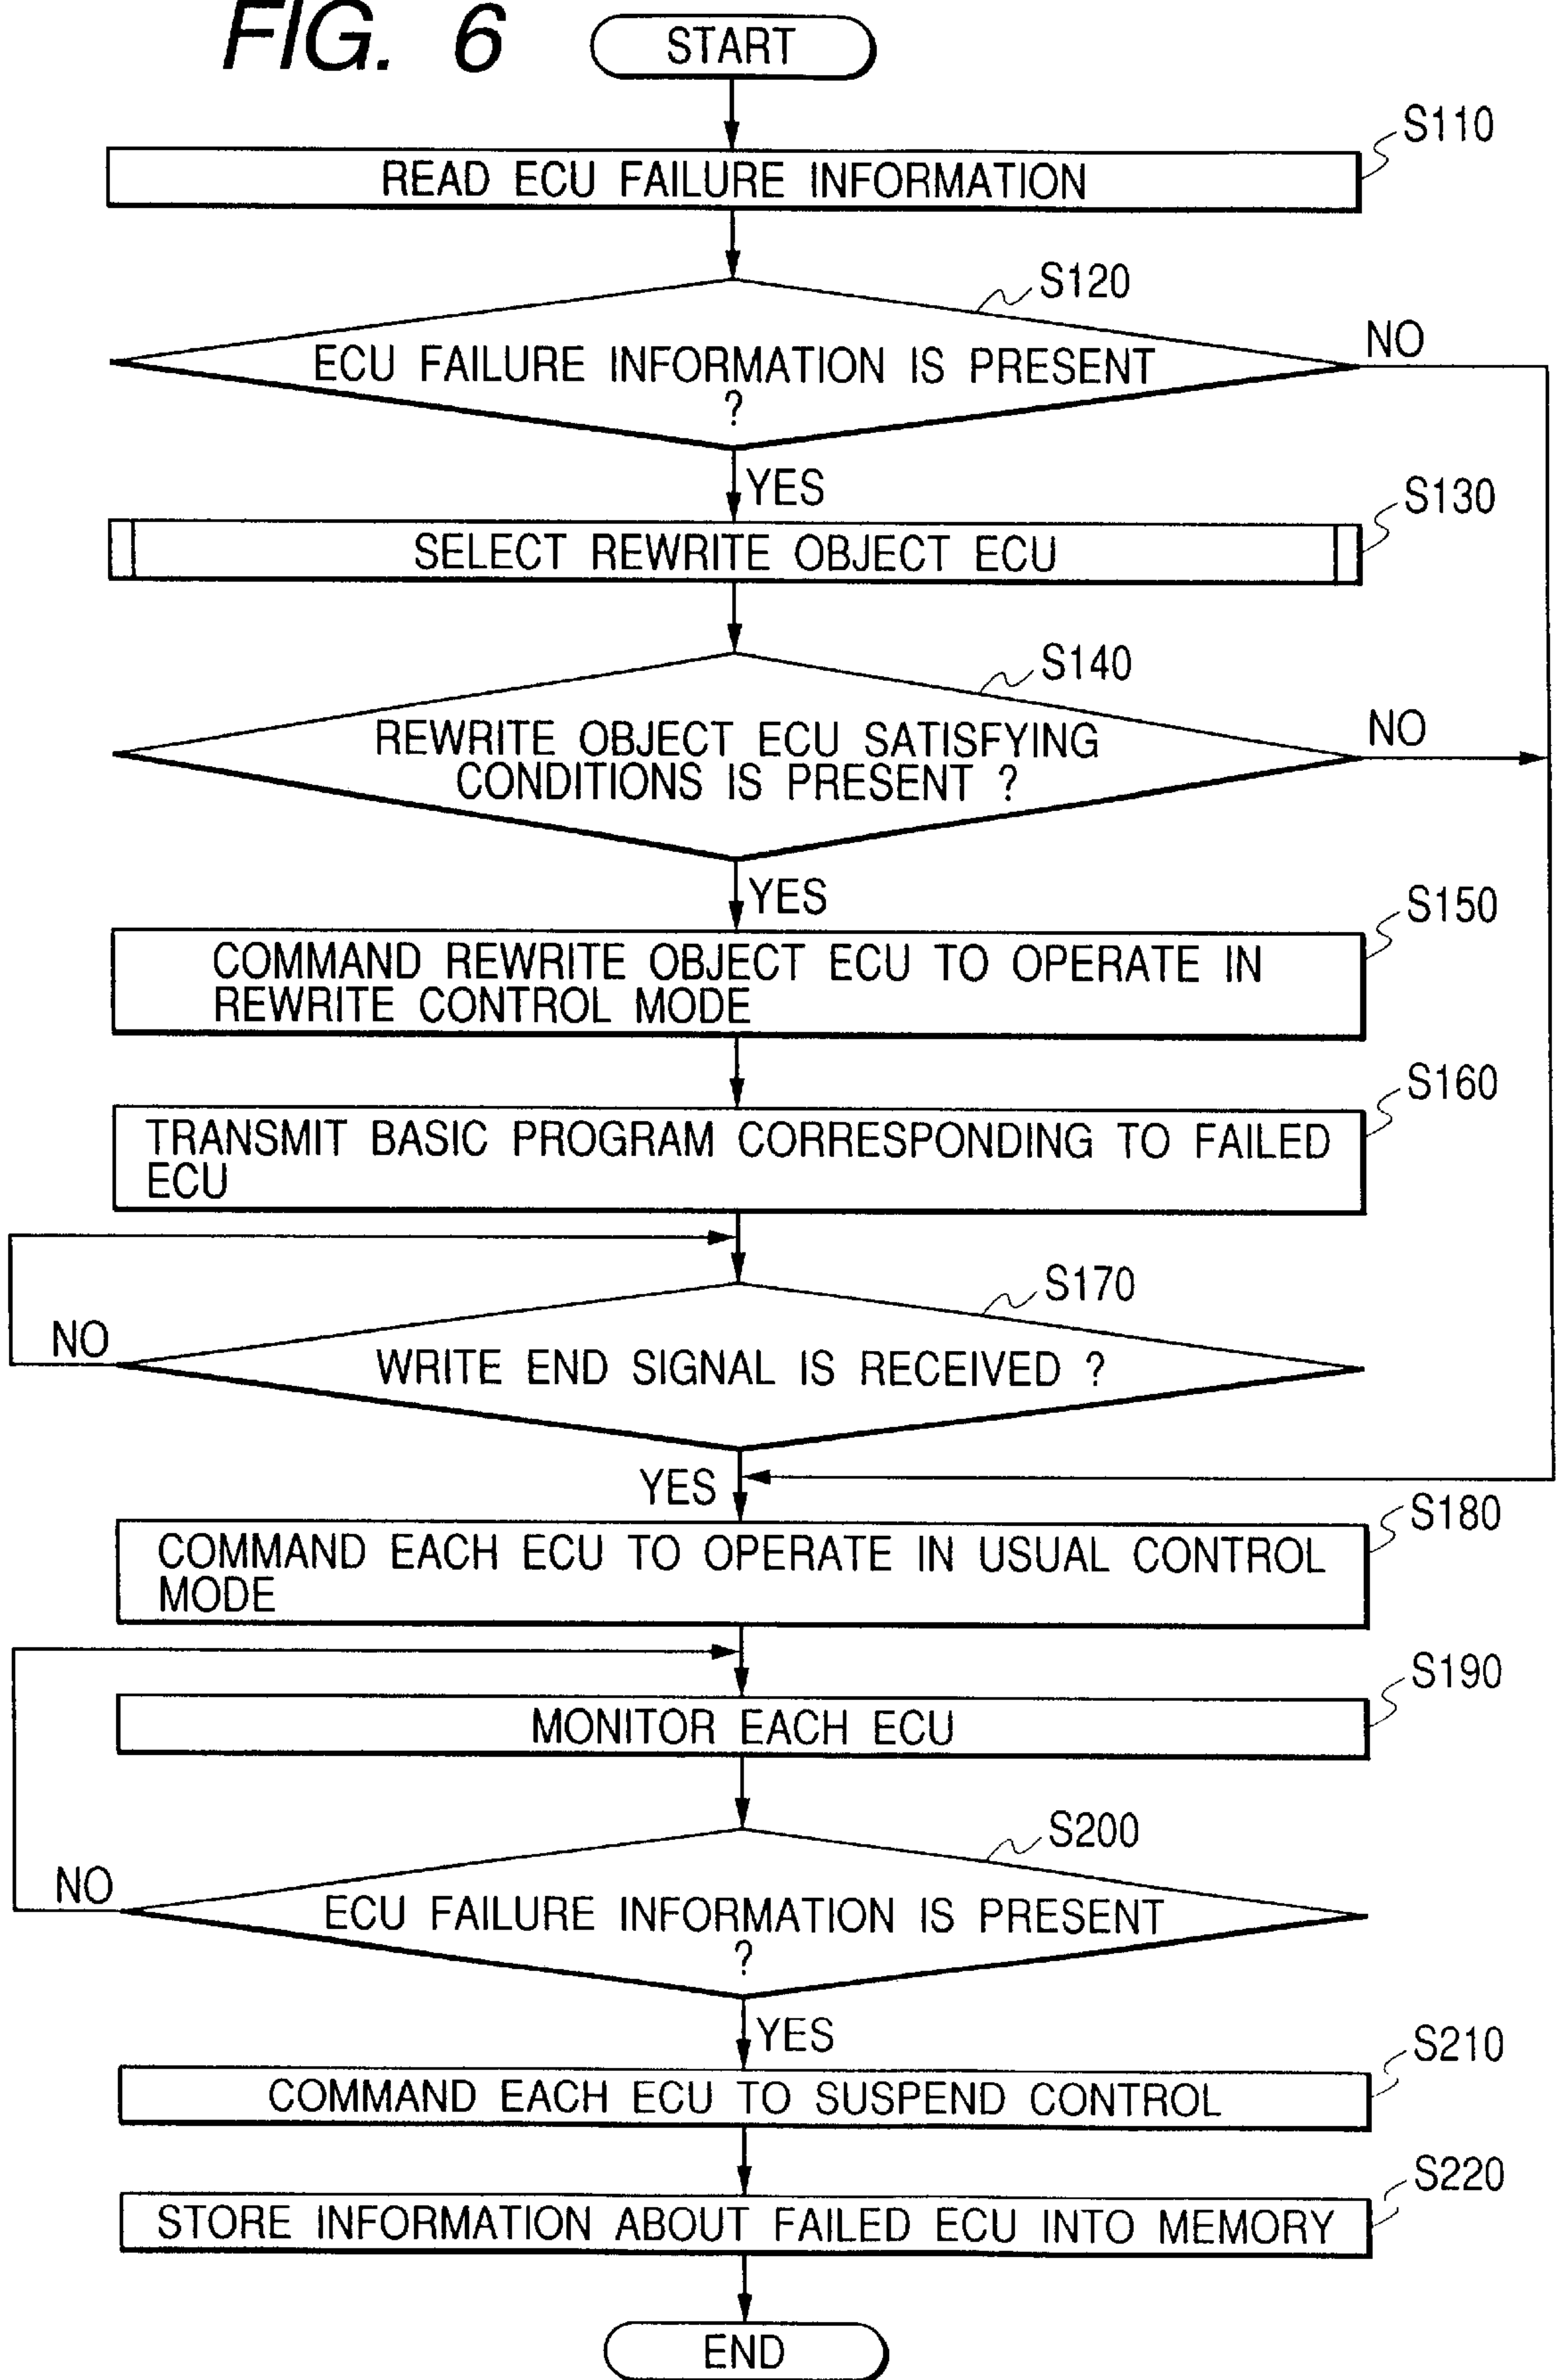 FIG. 6
START
S110
READ ECU FAILURE INFORMATION
S120
ECU FAILURE INFORMATION IS PRESENT
?
NO
YES
S130
SELECT REWRITE OBJECT ECU
S140
REWRITE OBJECT ECU SATISFYING
CONDITIONS IS PRESENT ?
NO
YES
S150
COMMAND REWRITE OBJECT ECU TO OPERATE IN
REWRITE CONTROL MODE
S160
TRANSMIT BASIC PROGRAM CORRESPONDING TO FAILED
ECU
S170
NO
WRITE END SIGNAL IS RECEIVED ?
YES
S180
COMMAND EACH ECU TO OPERATE IN USUAL CONTROL
MODE
S190
MONITOR EACH ECU
S200
NO
ECU FAILURE INFORMATION IS PRESENT
?
YES
S210
COMMAND EACH ECU TO SUSPEND CONTROL
S220
STORE INFORMATION ABOUT FAILED ECU INTO MEMORY
END